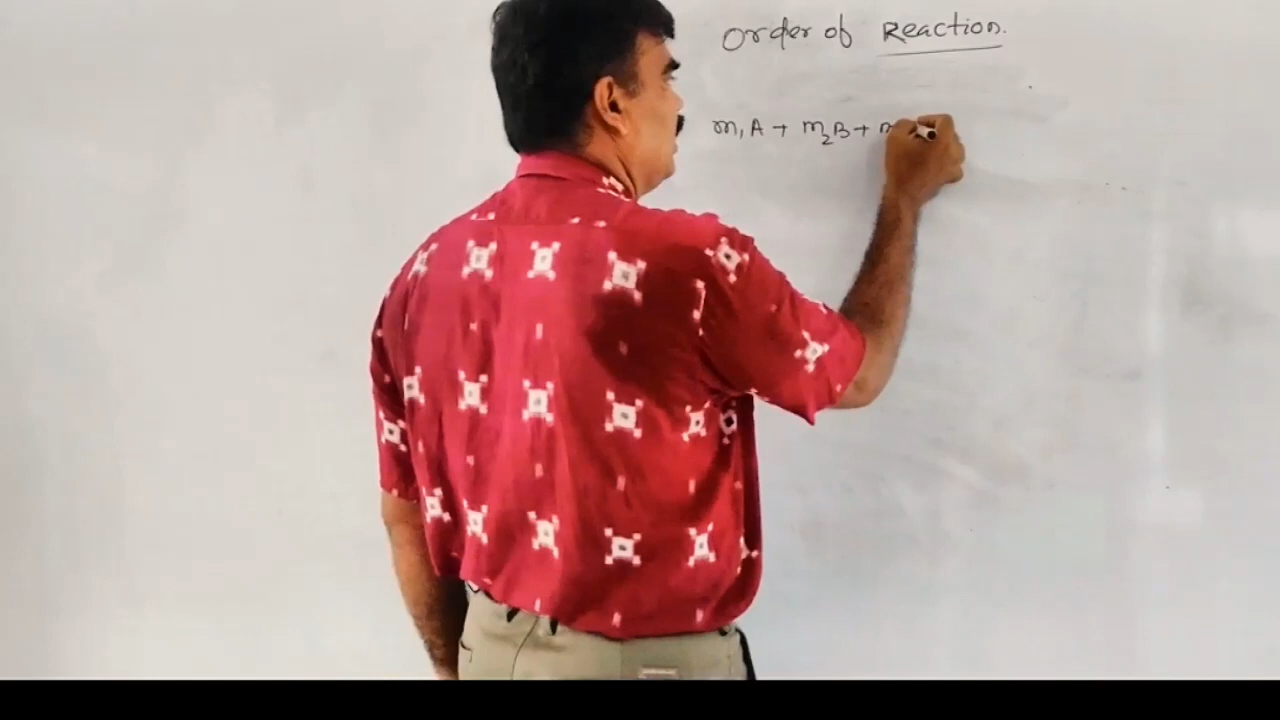 Order of Reaction.
m₁A + m₂B +